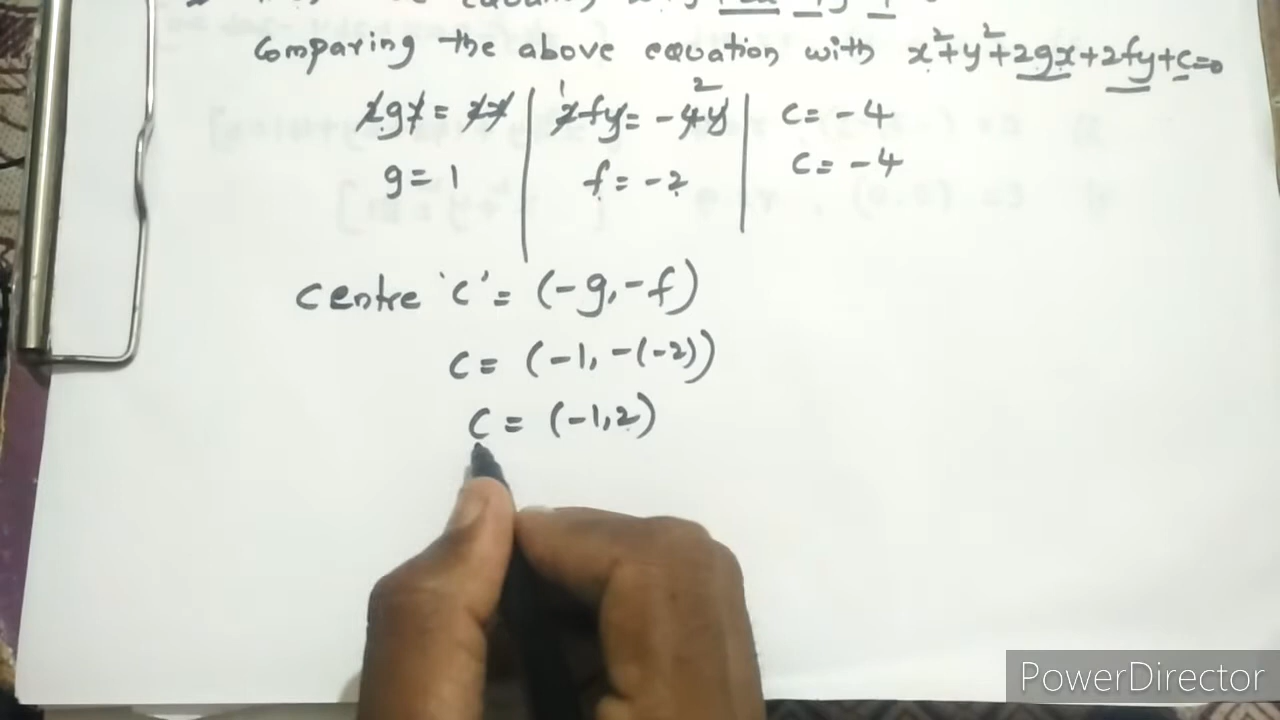 Comparing the above equation with x²+y²+2gx+2fy+c=0
2gx = 2x | 2fy = -4y | c = -4
g = 1 | f = -2 | c = -4
Centre 'C' = (-g, -f)
C = (-1, -(-2))
C = (-1, 2)
PowerDirector